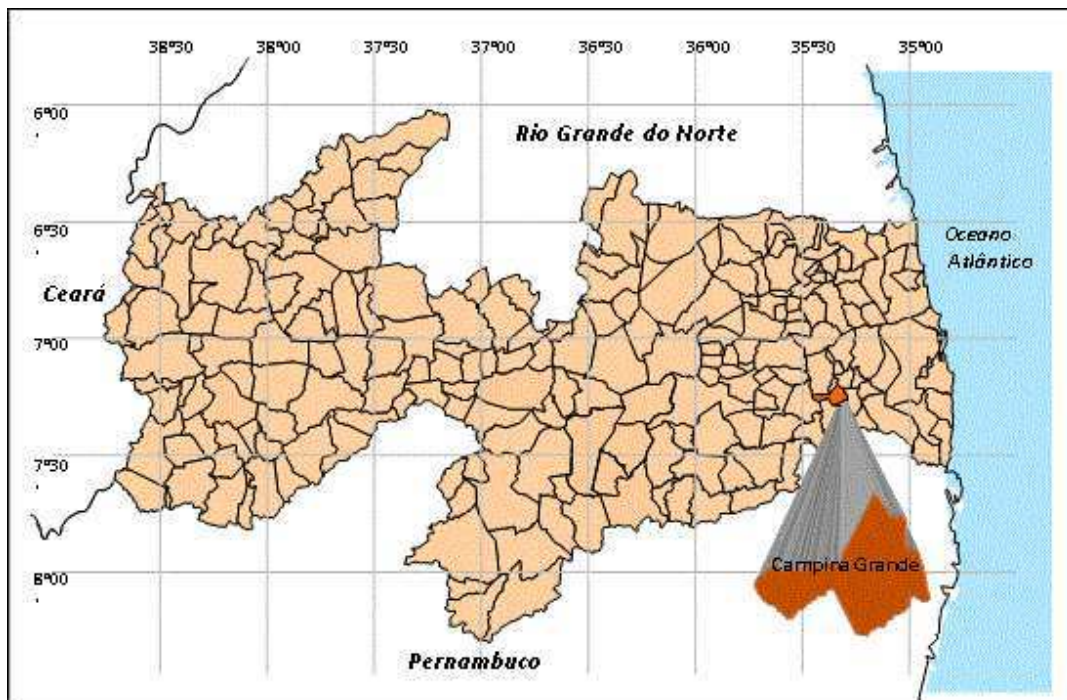 38°30 38°00 37°30 37°00 36°30 36°00 35°30 35°00
6°00
Rio Grande do Norte
6°30
Oceano
Atlântico
Ceará
7°00
7°30
8°00
Campina Grande
Pernambuco